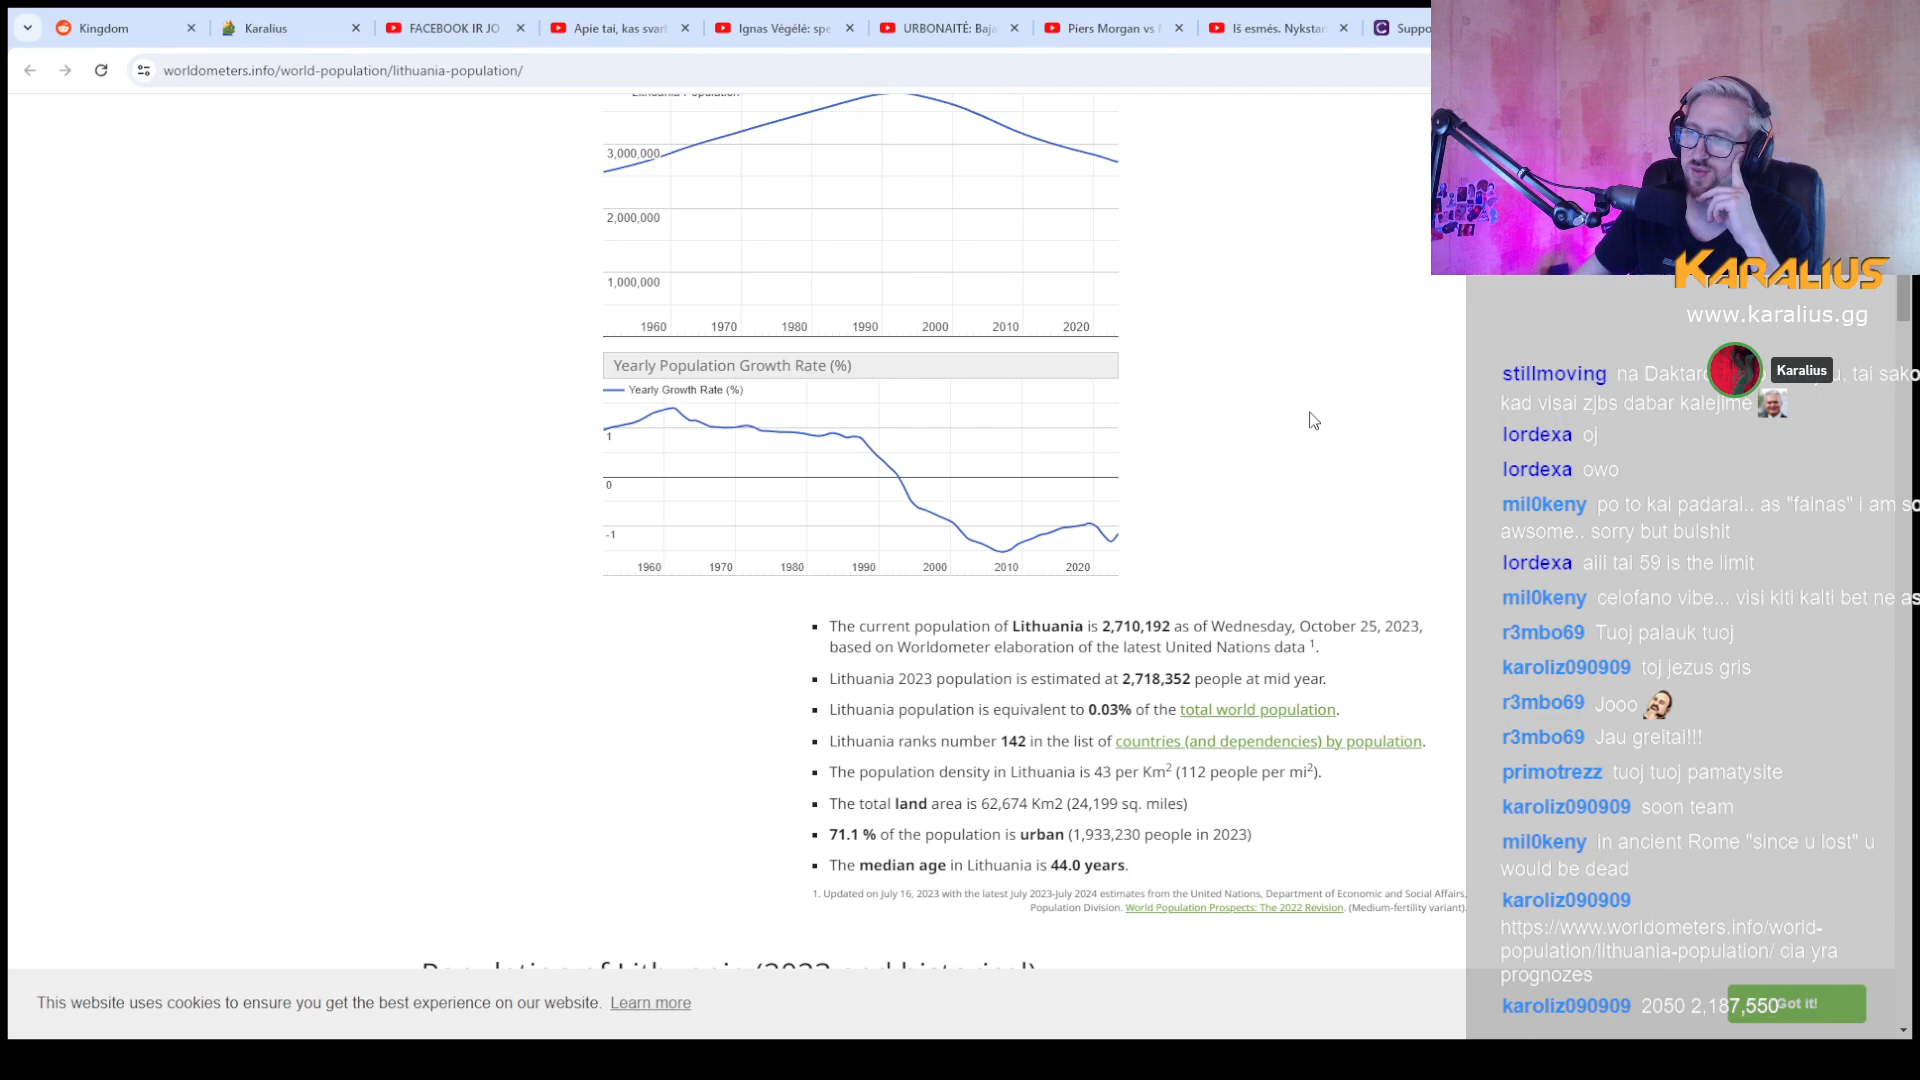 Kingdom
Karalius
FACEBOOK IR JO
Apie tai, kas svar
Ignas Vėgėlė: spe
URBONAITĖ: Baja
Piers Morgan vs
Iš esmės. Nykstan
Suppo
worldometers.info/world-population/lithuania-population/
3,000,000
2,000,000
1,000,000
1960 1970 1980 1990 2000 2010 2020
Yearly Population Growth Rate (%)
Yearly Growth Rate (%)
1
0
-1
1960 1970 1980 1990 2000 2010 2020
▪ The current population of Lithuania is 2,710,192 as of Wednesday, October 25, 2023,
based on Worldometer elaboration of the latest United Nations data ¹.
▪ Lithuania 2023 population is estimated at 2,718,352 people at mid year.
▪ Lithuania population is equivalent to 0.03% of the total world population.
▪ Lithuania ranks number 142 in the list of countries (and dependencies) by population.
▪ The population density in Lithuania is 43 per Km² (112 people per mi²).
▪ The total land area is 62,674 Km2 (24,199 sq. miles)
▪ 71.1 % of the population is urban (1,933,230 people in 2023)
▪ The median age in Lithuania is 44.0 years.
1. Updated on July 16, 2023 with the latest July 2023-July 2024 estimates from the United Nations, Department of Economic and Social Affairs,
Population Division. World Population Prospects: The 2022 Revision. (Medium-fertility variant).
This website uses cookies to ensure you get the best experience on our website. Learn more
Got it!
KARALIUS
www.karalius.gg
Karalius
stillmoving na tai sako
kad visai zjbs dabar kalejime
lordexa oj
lordexa owo
mil0keny po to kai padarai.. as "fainas" i am so
awsome.. sorry but bulshit
lordexa aiii tai 59 is the limit
mil0keny celofano vibe... visi kiti kalti bet ne as
r3mbo69 Tuoj palauk tuoj
karoliz090909 toj jezus gris
r3mbo69 Jooo
r3mbo69 Jau greitai!!!
primotrezz tuoj tuoj pamatysite
karoliz090909 soon team
mil0keny in ancient Rome "since u lost" u
would be dead
karoliz090909
https://www.worldometers.info/world-
population/lithuania-population/ cia yra
prognozes
karoliz090909 2050 2,187,550